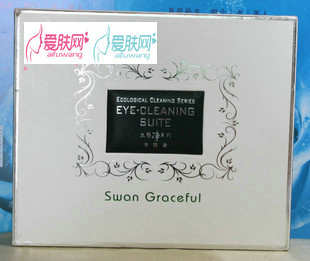 爱肤网
aifuwang
爱肤网
aifuwang
ECOLOGICAL CLEANING SERIES
EYE-CLEANING
SUITE
Swan Graceful